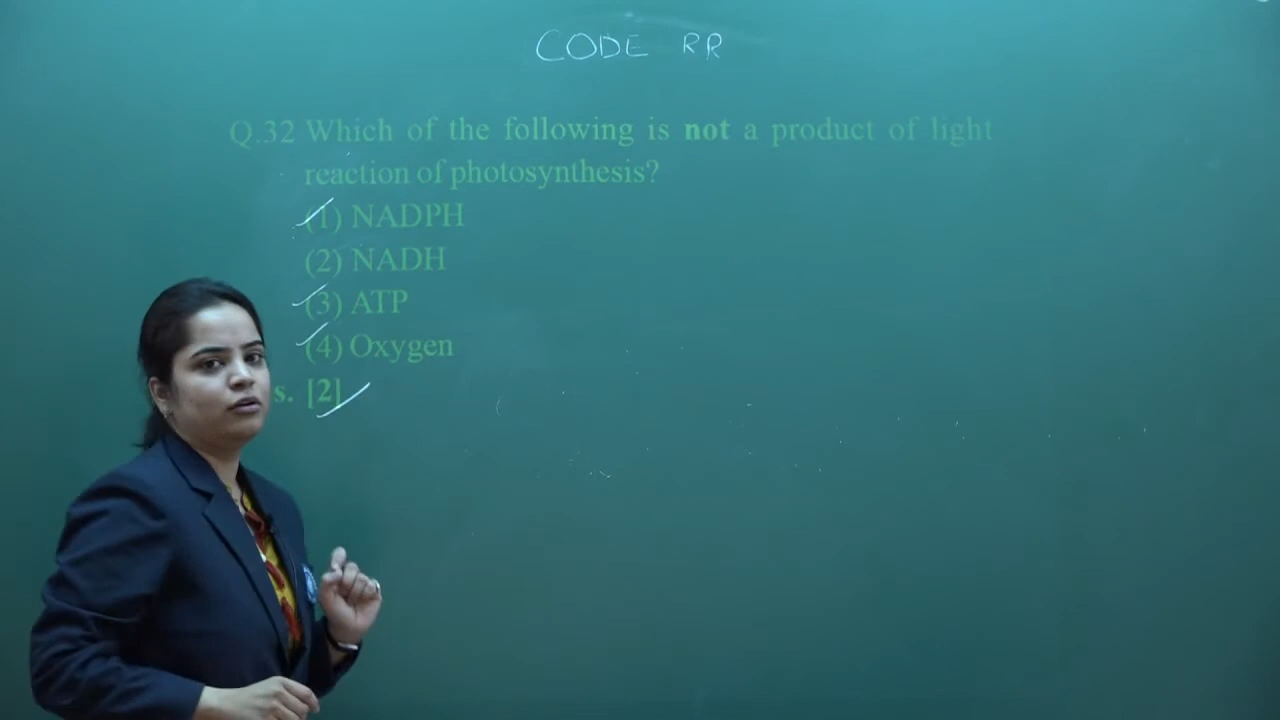 CODE RR
Q.32 Which of the following is not a product of light
reaction of photosynthesis?
(1) NADPH
(2) NADH
(3) ATP
(4) Oxygen
s. [2]